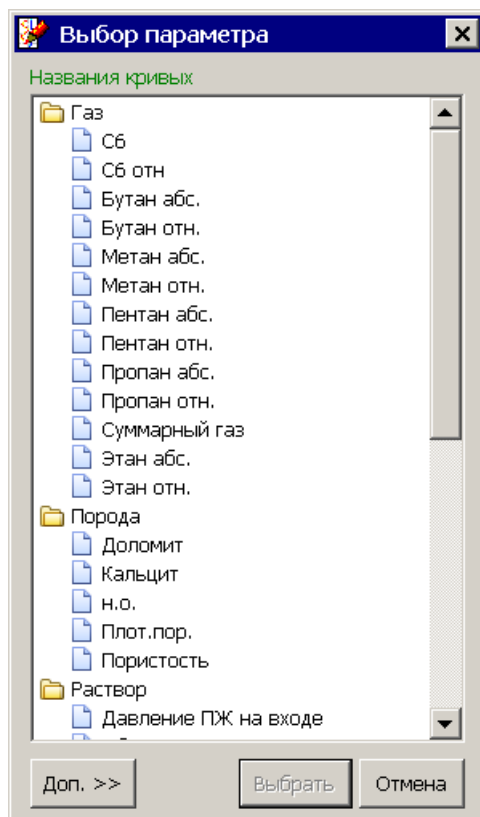 Выбор параметра
Названия кривых
Газ
С6
С6 отн
Бутан абс.
Бутан отн.
Метан абс.
Метан отн.
Пентан абс.
Пентан отн.
Пропан абс.
Пропан отн.
Суммарный газ
Этан абс.
Этан отн.
Порода
Доломит
Кальцит
н.о.
Плот.пор.
Пористость
Раствор
Давление ПЖ на входе
Доп. >> Выбрать Отмена